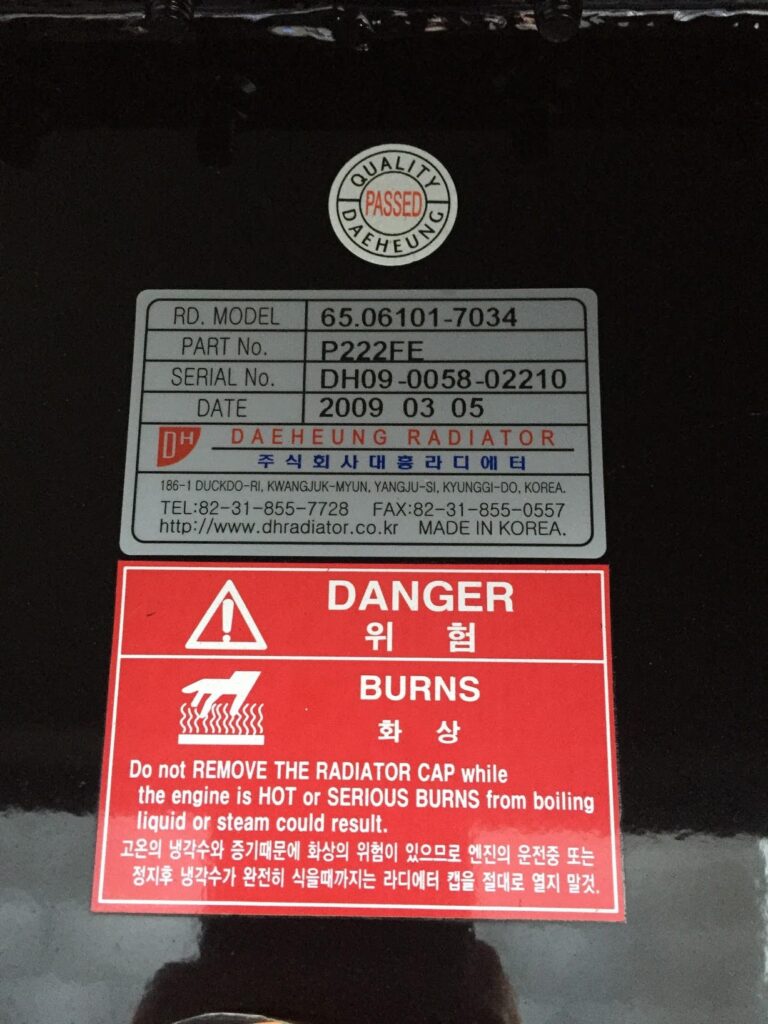 QUALITY
PASSED
DAEHEUNG
RD. MODEL 65.06101-7034
PART No. P222FE
SERIAL No. DH09-0058-02210
DATE 2009 03 05
DH DAEHEUNG RADIATOR
주식회사대흥라디에터
186-1 DUCKDO-RI, KWANGJUK-MYUN, YANGJU-SI, KYUNGGI-DO, KOREA.
TEL:82-31-855-7728 FAX:82-31-855-0557
http://www.dhradiator.co.kr MADE IN KOREA.
DANGER
위 험
BURNS
화 상
Do not REMOVE THE RADIATOR CAP while
the engine is HOT or SERIOUS BURNS from boiling
liquid or steam could result.
고온의 냉각수와 증기때문에 화상의 위험이 있으므로 엔진의 운전중 또는
정지후 냉각수가 완전히 식을때까지는 라디에터 캡을 절대로 열지 말것.